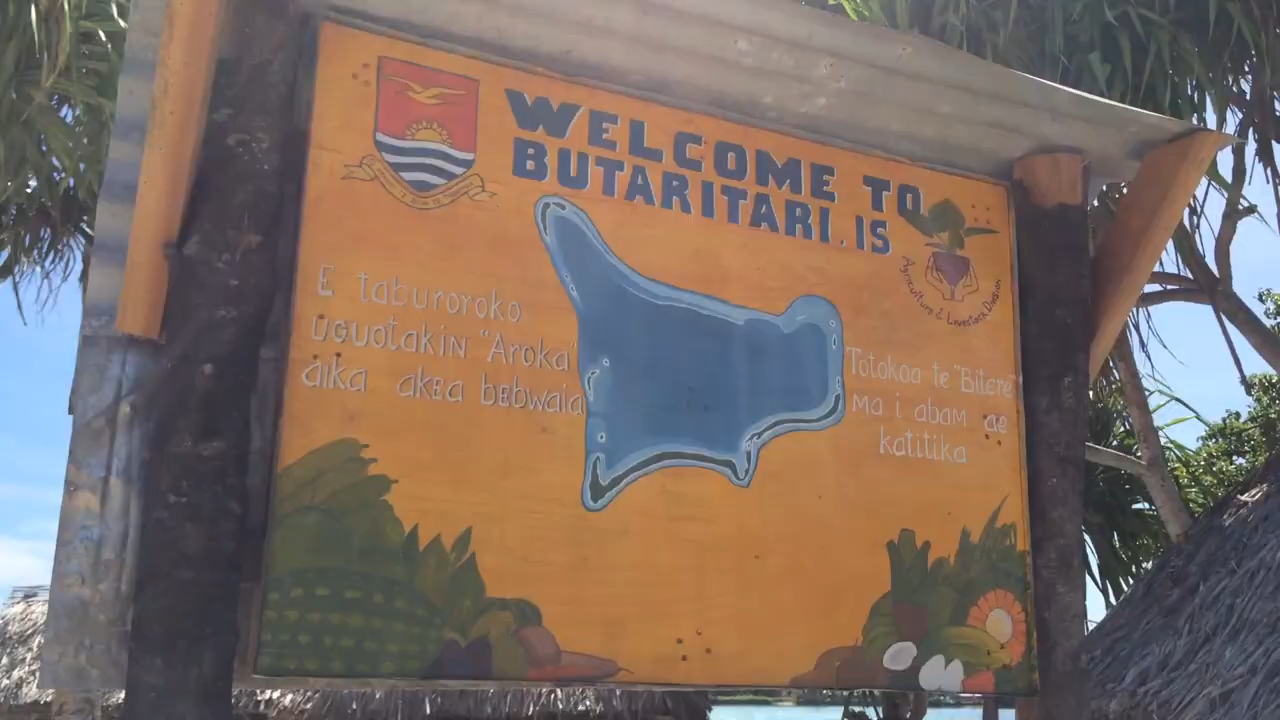 WELCOME TO
BUTARITARI. IS
Agriculture & Livestock Division
E taburoroko
uguotakin "Aroka"
aika akea bebwaia
Totokoa te "Bitere"
ma i abam ae
katitika